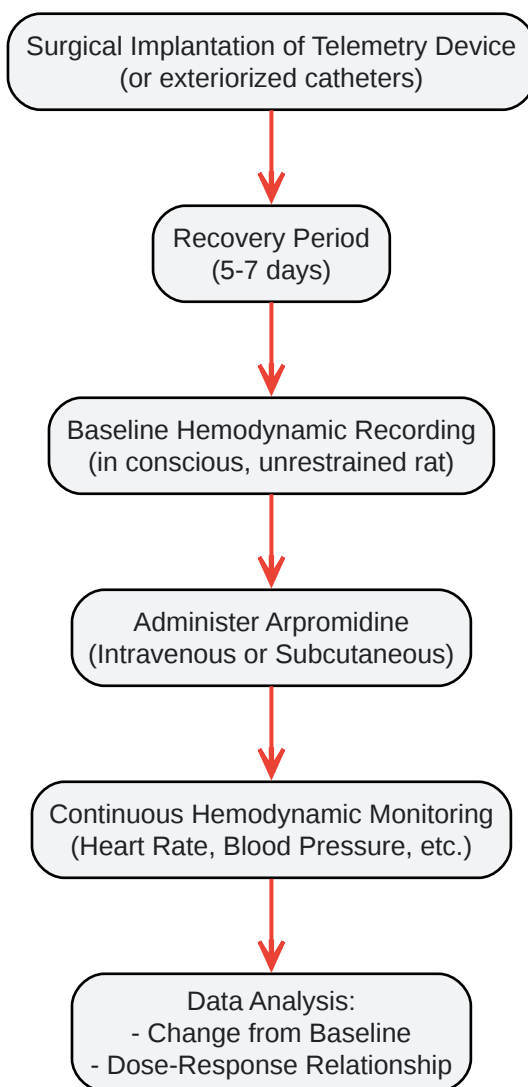 Surgical Implantation of Telemetry Device
(or exteriorized catheters)
Recovery Period
(5-7 days)
Baseline Hemodynamic Recording
(in conscious, unrestrained rat)
Administer Arpromidine
(Intravenous or Subcutaneous)
Continuous Hemodynamic Monitoring
(Heart Rate, Blood Pressure, etc.)
Data Analysis:
- Change from Baseline
- Dose-Response Relationship